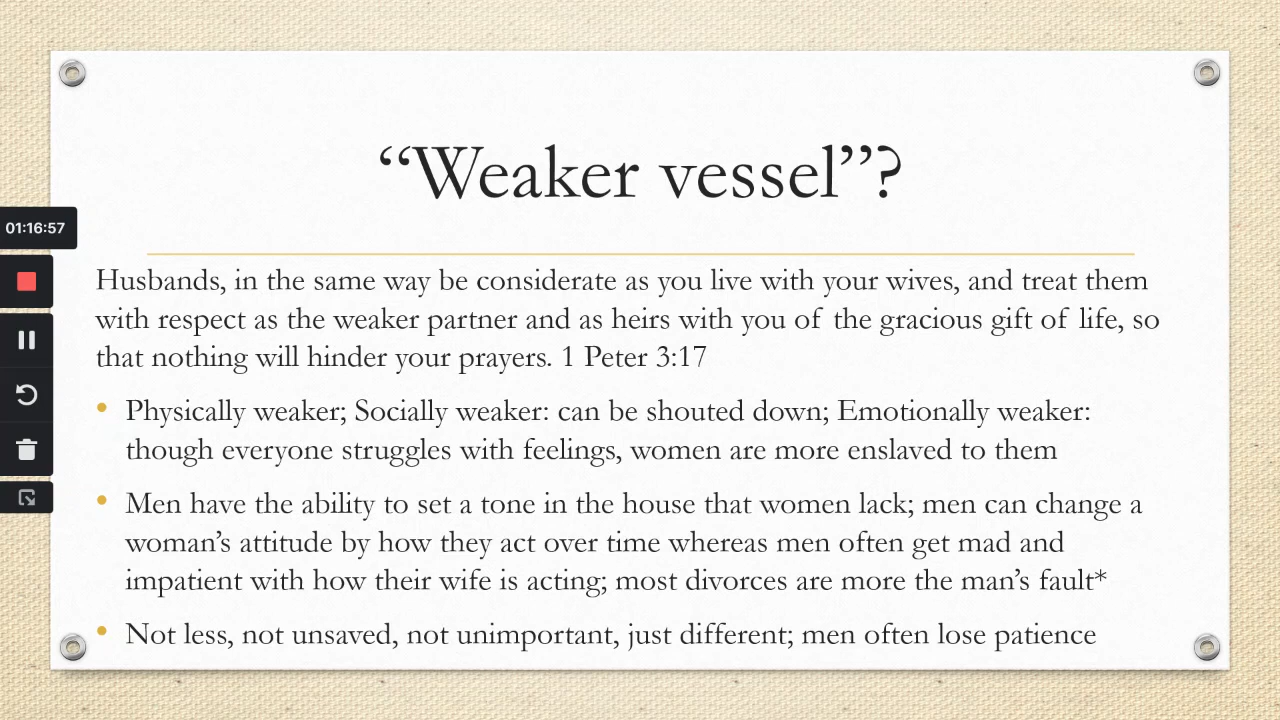 “Weaker vessel”?
01:16:57
Husbands, in the same way be considerate as you live with your wives, and treat them
with respect as the weaker partner and as heirs with you of the gracious gift of life, so
that nothing will hinder your prayers. 1 Peter 3:17
• Physically weaker; Socially weaker: can be shouted down; Emotionally weaker:
though everyone struggles with feelings, women are more enslaved to them
• Men have the ability to set a tone in the house that women lack; men can change a
woman’s attitude by how they act over time whereas men often get mad and
impatient with how their wife is acting; most divorces are more the man’s fault*
• Not less, not unsaved, not unimportant, just different; men often lose patience